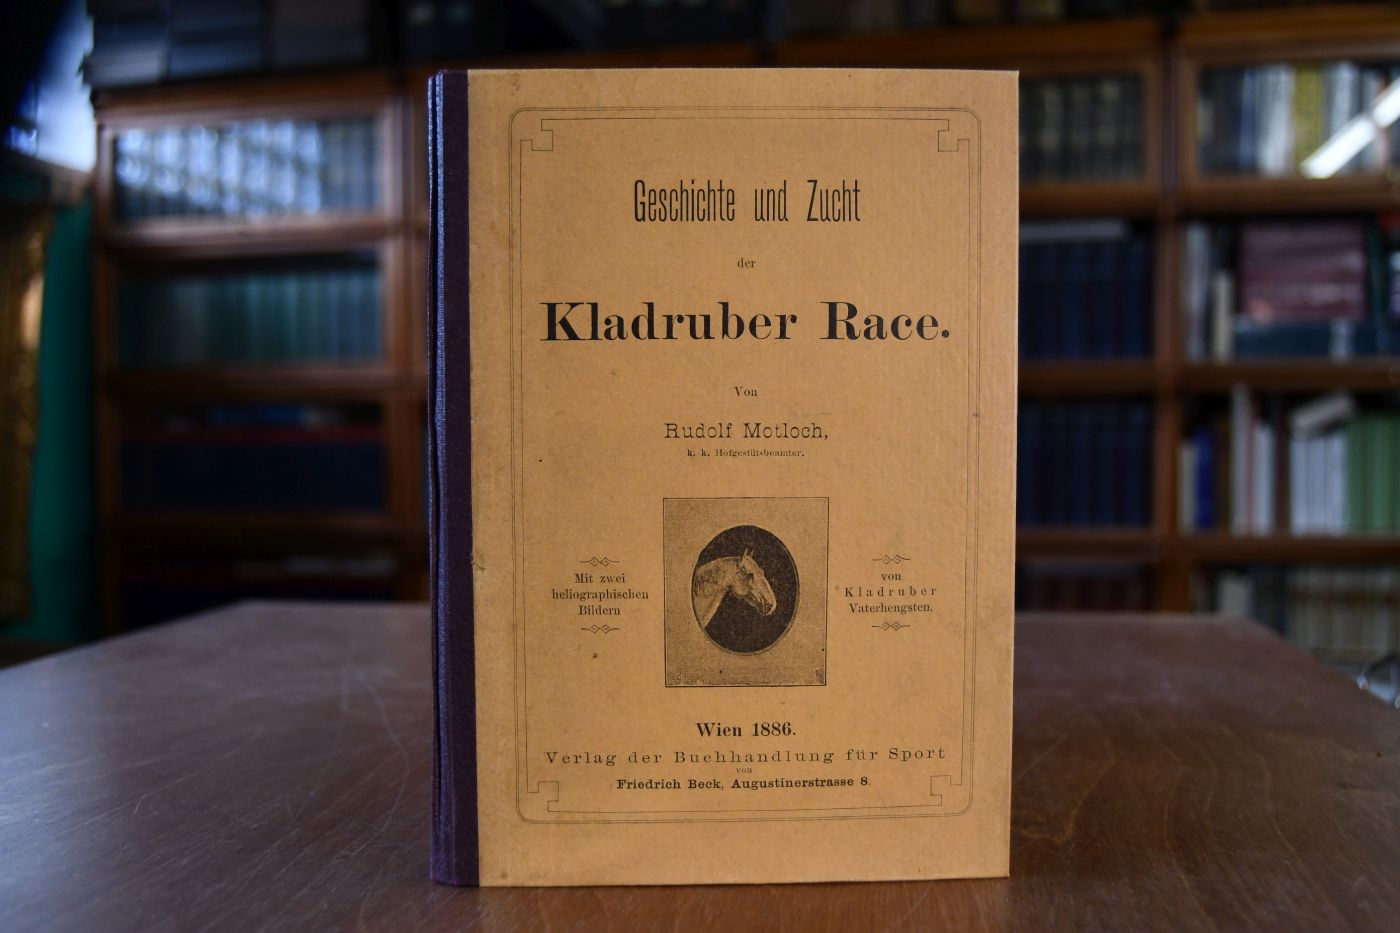 Geschichte und Zucht
der
Kladruber Race.
Von
Rudolf Motloch,
k. k. Hofgestütsbeamter.
Mit zwei
heliographischen
Bildern
von
Kladruber
Vaterhengsten.
Wien 1886.
Verlag der Buchhandlung für Sport
von
Friedrich Beck, Augustinerstrasse 8.